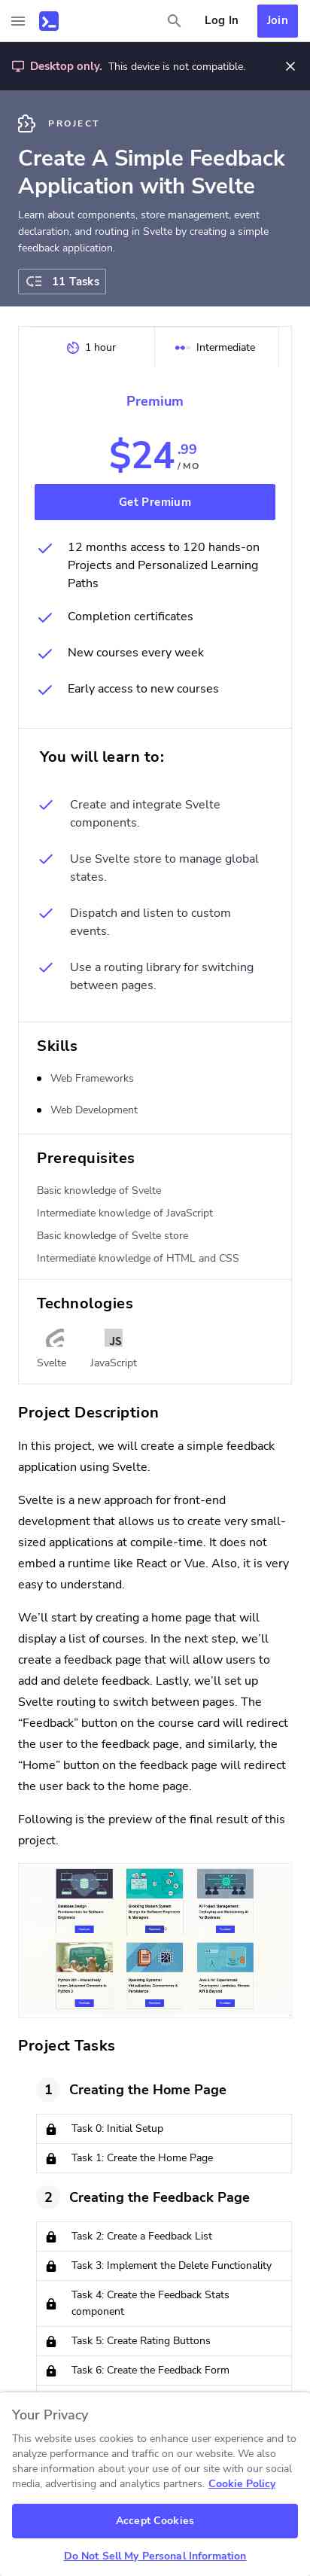 Log In
Join
Desktop only. This device is not compatible.
PROJECT
Create A Simple Feedback
Application with Svelte
Learn about components, store management, event
declaration, and routing in Svelte by creating a simple
feedback application.
11 Tasks
1 hour
Intermediate
Premium
$24.99
/ MO
Get Premium
12 months access to 120 hands-on
Projects and Personalized Learning
Paths
Completion certificates
New courses every week
Early access to new courses
You will learn to:
Create and integrate Svelte
components.
Use Svelte store to manage global
states.
Dispatch and listen to custom
events.
Use a routing library for switching
between pages.
Skills
Web Frameworks
Web Development
Prerequisites
Basic knowledge of Svelte
Intermediate knowledge of JavaScript
Basic knowledge of Svelte store
Intermediate knowledge of HTML and CSS
Technologies
JS
Svelte
JavaScript
Project Description
In this project, we will create a simple feedback
application using Svelte.
Svelte is a new approach for front-end
development that allows us to create very small-
sized applications at compile-time. It does not
embed a runtime like React or Vue. Also, it is very
easy to understand.
We’ll start by creating a home page that will
display a list of courses. In the next step, we’ll
create a feedback page that will allow users to
add and delete feedback. Lastly, we’ll set up
Svelte routing to switch between pages. The
“Feedback” button on the course card will redirect
the user to the feedback page, and similarly, the
“Home” button on the feedback page will redirect
the user back to the home page.
Following is the preview of the final result of this
project.
Project Tasks
1
Creating the Home Page
Task 0: Initial Setup
Task 1: Create the Home Page
2
Creating the Feedback Page
Task 2: Create a Feedback List
Task 3: Implement the Delete Functionality
Task 4: Create the Feedback Stats
component
Task 5: Create Rating Buttons
Task 6: Create the Feedback Form
Your Privacy
This website uses cookies to enhance user experience and to
analyze performance and traffic on our website. We also
share information about your use of our site with our social
media, advertising and analytics partners. Cookie Policy
Accept Cookies
Do Not Sell My Personal Information